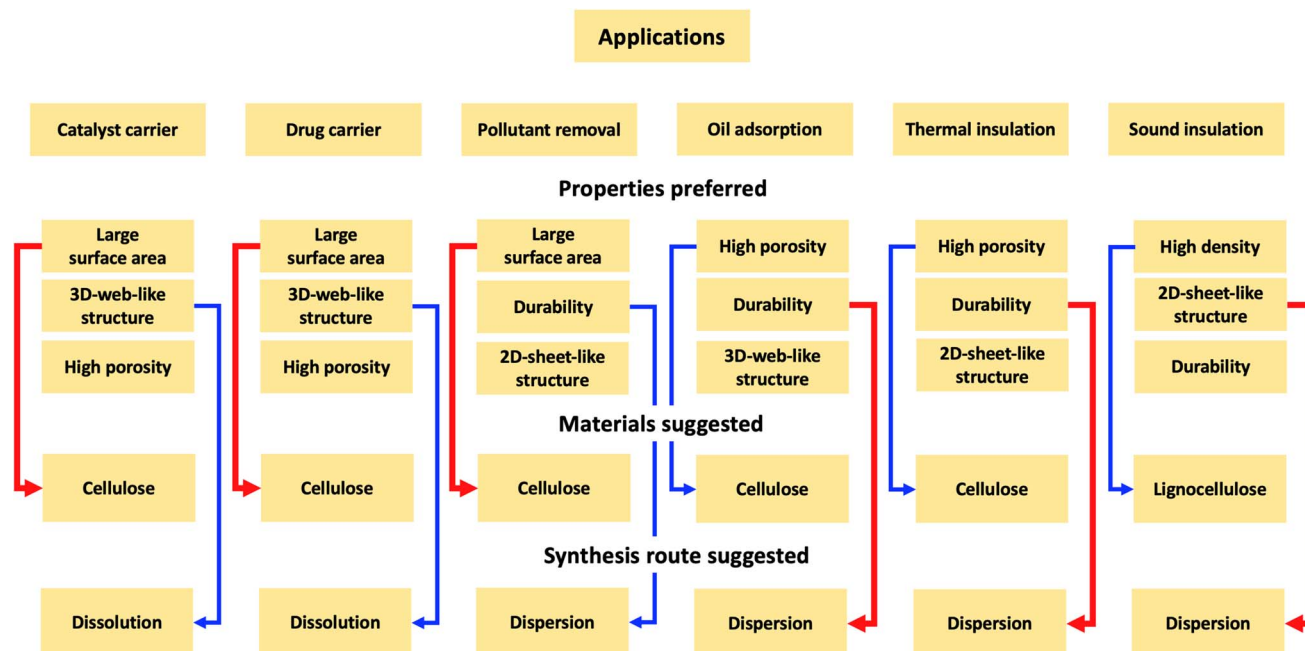 Applications
Catalyst carrier
Drug carrier
Pollutant removal
Oil adsorption
Thermal insulation
Sound insulation
Properties preferred
Large
surface area
Large
surface area
Large
surface area
High porosity
High porosity
High density
3D-web-like
structure
3D-web-like
structure
Durability
Durability
Durability
2D-sheet-like
structure
High porosity
High porosity
2D-sheet-like
structure
3D-web-like
structure
2D-sheet-like
structure
Durability
Materials suggested
Cellulose
Cellulose
Cellulose
Cellulose
Cellulose
Lignocellulose
Synthesis route suggested
Dissolution
Dissolution
Dispersion
Dispersion
Dispersion
Dispersion